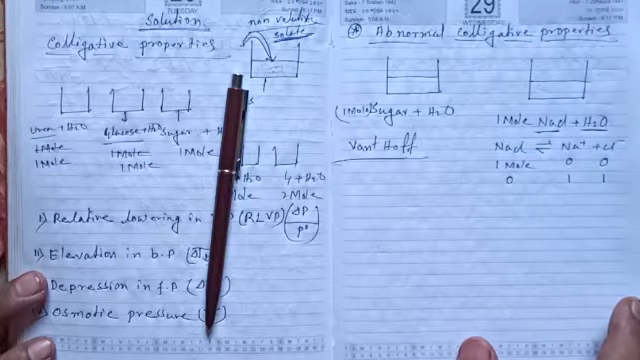 TUESDAY
Solution
non volatile
solute
Colligative properties
Urea + H2O
Glucose + H2O
Sugar + H
1 Mole
1 Mole
1 Mole
1 Mole
H2O
4 + H2O
Mole
2 Mole
I) Relative lowering in
(RLVP) (ΔP/P°)
II) Elevation in b.P
Depression in f.P
Osmotic pressure
29
WEDNESDAY
Abnormal Colligative properties
(1 Mole) Sugar + H2O
1 Mole Nacl + H2O
Vant Hoff
Nacl ⇌ Na+ + cl-
1 Mole 0 0
0 1 1